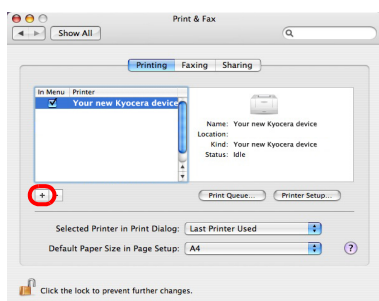 Print & Fax
Show All
Printing Faxing Sharing
In Menu Printer
Your new Kyocera device
Name: Your new Kyocera device
Location:
Kind: Your new Kyocera device
Status: Idle
+ -
Print Queue... Printer Setup...
Selected Printer in Print Dialog: Last Printer Used
Default Paper Size in Page Setup: A4
?
Click the lock to prevent further changes.